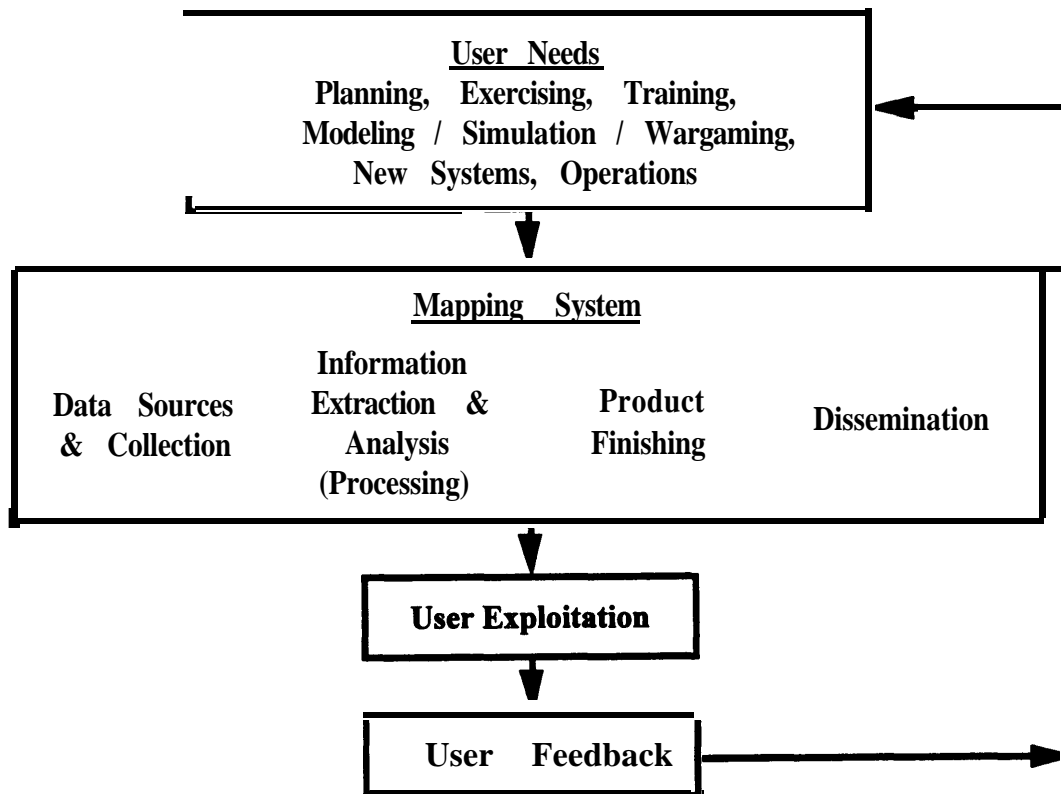 User Needs
Planning, Exercising, Training,
Modeling / Simulation / Wargaming,
New Systems, Operations
Mapping System
Data Sources
& Collection
Information
Extraction &
Analysis
(Processing)
Product
Finishing
Dissemination
User Exploitation
User Feedback